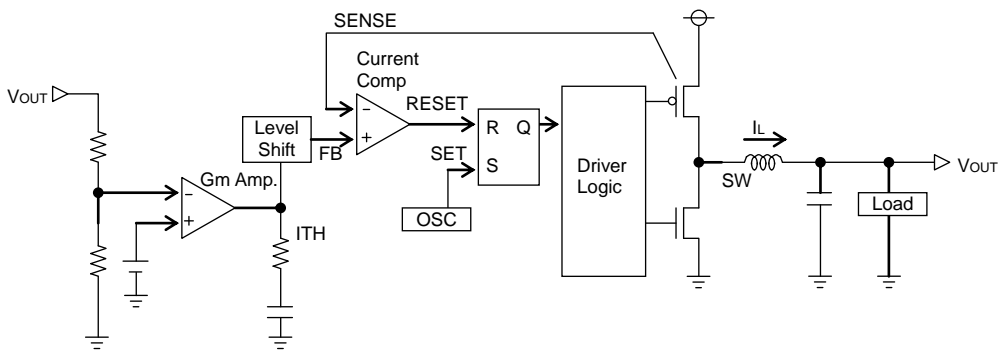 SENSE
Current
Comp
VOUT
RESET
Level
Shift
FB
R Q
S
SET
Gm Amp.
OSC
ITH
Driver
Logic
IL
SW
VOUT
Load